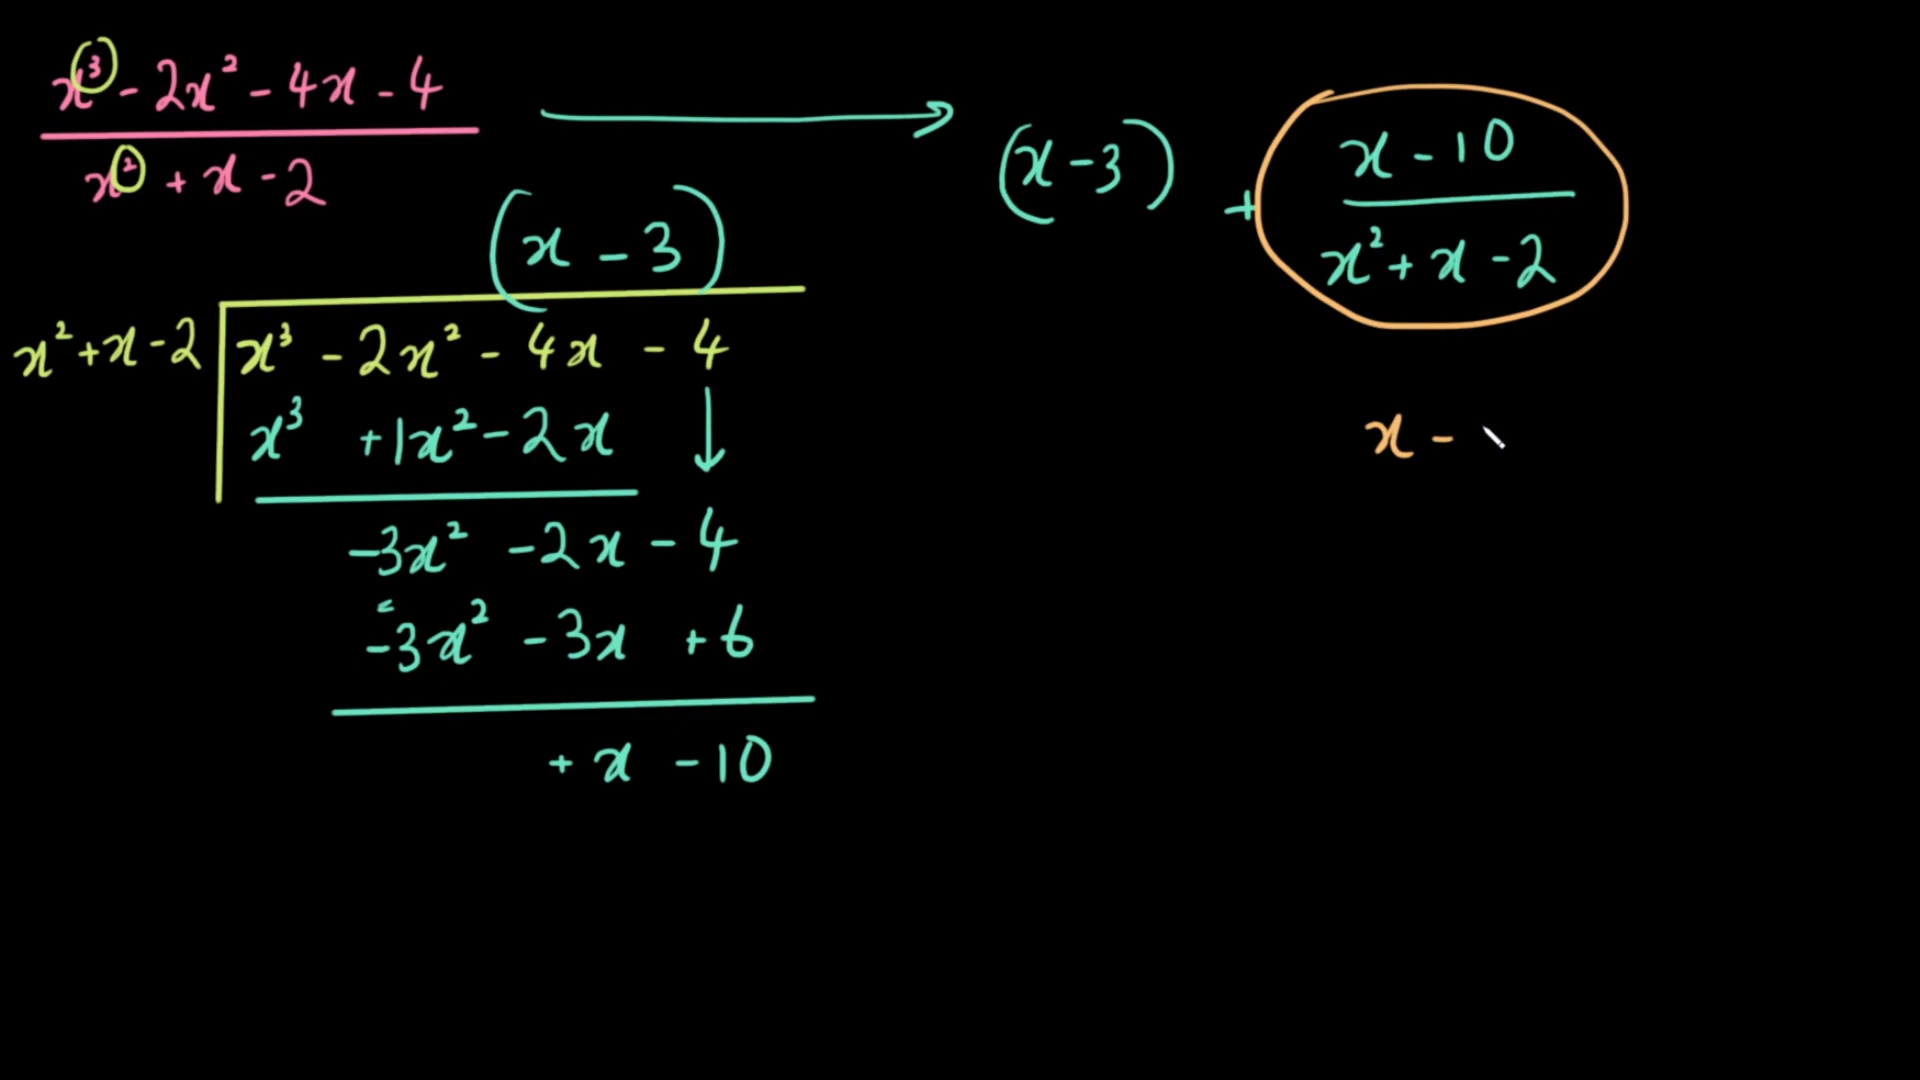 x³ - 2x² - 4x - 4
x² + x - 2
(x - 3) + x - 10
x² + x - 2
(x - 3)
x² + x - 2 x³ - 2x² - 4x - 4
x³ + 1x² - 2x
x -
-3x² - 2x - 4
-3x² - 3x + 6
+ x - 10